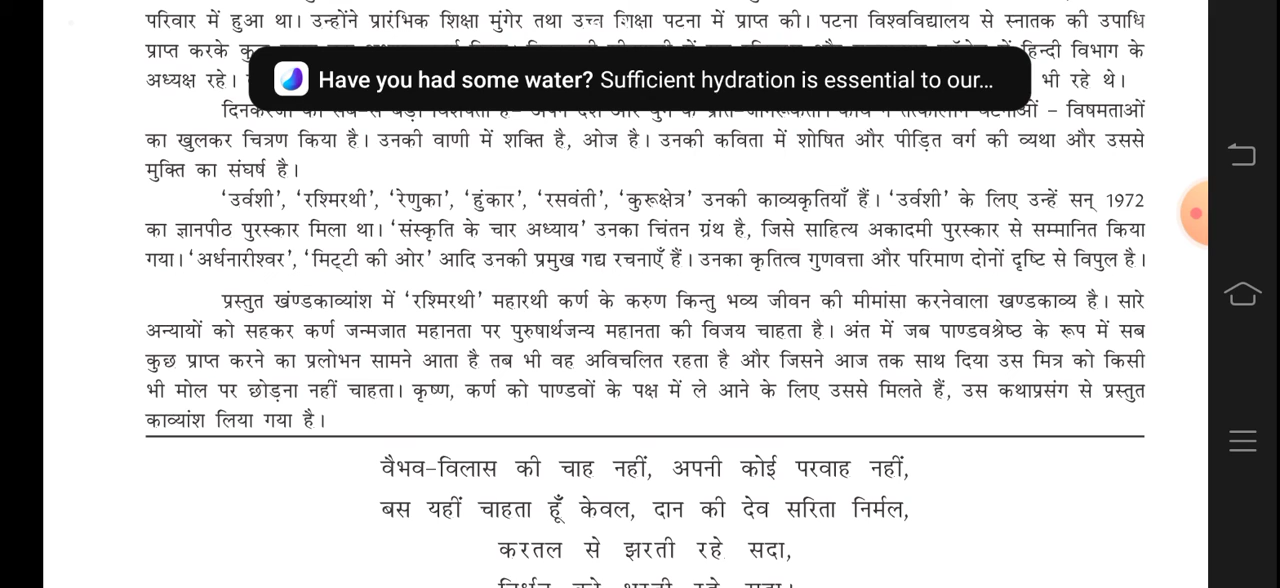 परिवार में हुआ था। उन्होंने प्रारंभिक शिक्षा मुंगेर तथा उच्च शिक्षा पटना में प्राप्त की। पटना विश्वविद्यालय से स्नातक की उपाधि
प्राप्त करके हिन्दी विभाग के
अध्यक्ष रहे। भी रहे थे।
Have you had some water? Sufficient hydration is essential to our...
– विषमताओं
का खुलकर चित्रण किया है। उनकी वाणी में शक्ति है, ओज है। उनकी कविता में शोषित और पीड़ित वर्ग की व्यथा और उससे
मुक्ति का संघर्ष है।
‘उर्वशी’, ‘रश्मिरथी’, ‘रेणुका’, ‘हुंकार’, ‘रसवंती’, ‘कुरूक्षेत्र’ उनकी काव्यकृतियाँ हैं। ‘उर्वशी’ के लिए उन्हें सन् 1972
का ज्ञानपीठ पुरस्कार मिला था। ‘संस्कृति के चार अध्याय’ उनका चिंतन ग्रंथ है, जिसे साहित्य अकादमी पुरस्कार से सम्मानित किया
गया। ‘अर्धनारीश्वर’, ‘मिट्टी की ओर’ आदि उनकी प्रमुख गद्य रचनाएँ हैं। उनका कृतित्व गुणवत्ता और परिमाण दोनों दृष्टि से विपुल है।
प्रस्तुत खंण्डकाव्यांश में ‘रश्मिरथी’ महारथी कर्ण के करुण किन्तु भव्य जीवन की मीमांसा करनेवाला खण्डकाव्य है। सारे
अन्यायों को सहकर कर्ण जन्मजात महानता पर पुरुषार्थजन्य महानता की विजय चाहता है। अंत में जब पाण्डवश्रेष्ठ के रूप में सब
कुछ प्राप्त करने का प्रलोभन सामने आता है तब भी वह अविचलित रहता है और जिसने आज तक साथ दिया उस मित्र को किसी
भी मोल पर छोड़ना नहीं चाहता। कृष्ण, कर्ण को पाण्डवों के पक्ष में ले आने के लिए उससे मिलते हैं, उस कथाप्रसंग से प्रस्तुत
काव्यांश लिया गया है।
वैभव-विलास की चाह नहीं, अपनी कोई परवाह नहीं,
बस यहीं चाहता हूँ केवल, दान की देव सरिता निर्मल,
करतल से झरती रहे सदा,